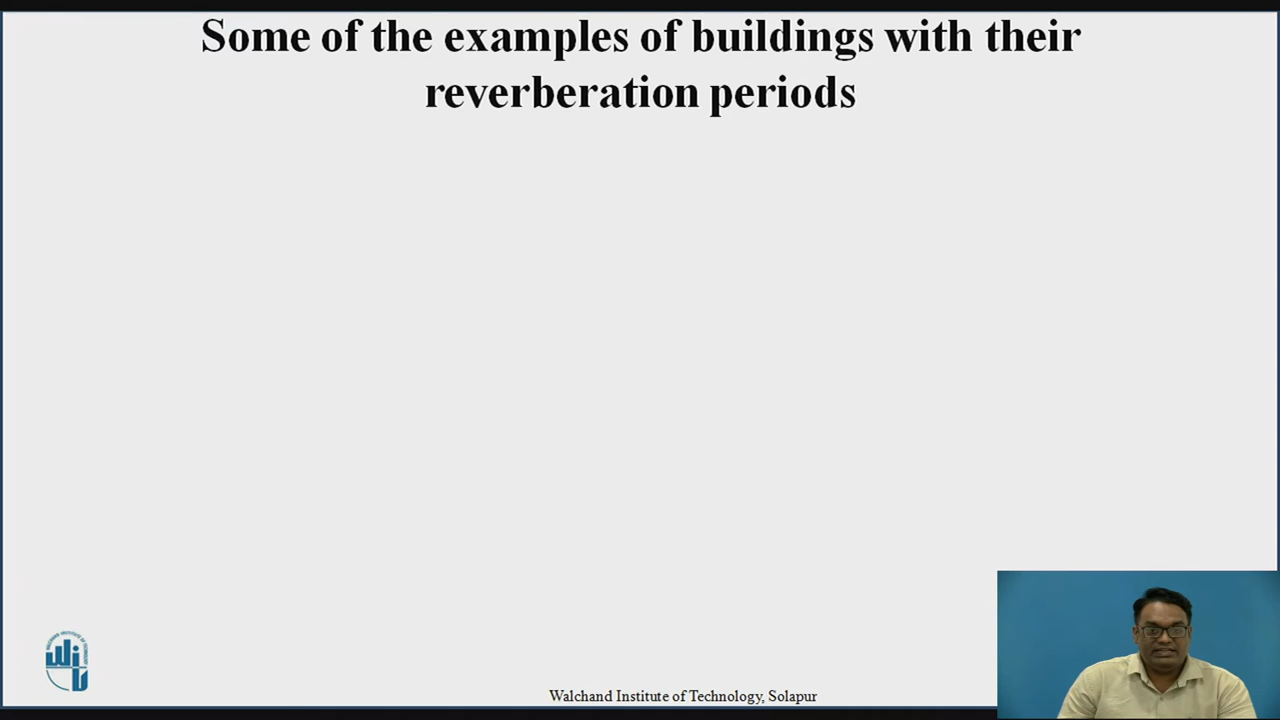 Some of the examples of buildings with their
reverberation periods
Walchand Institute of Technology, Solapur